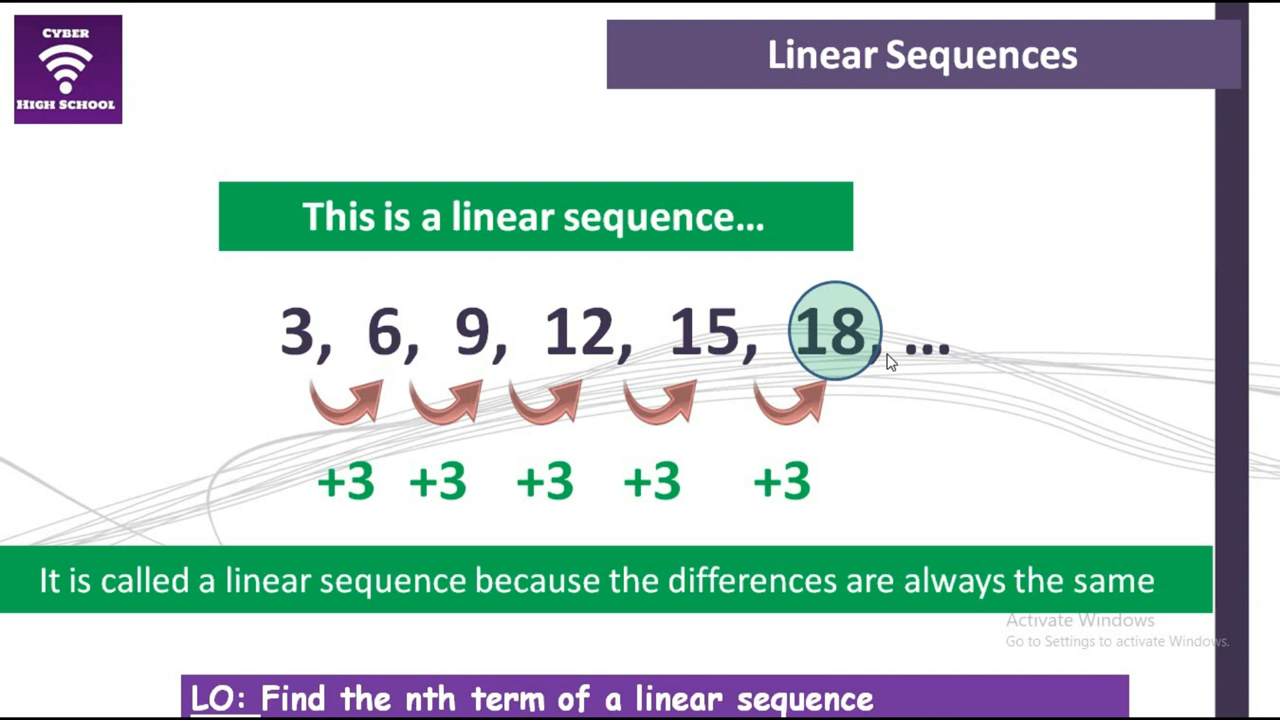 CYBER
HIGH SCHOOL
Linear Sequences
This is a linear sequence...
3, 6, 9, 12, 15, 18, ...
+3 +3 +3 +3 +3
It is called a linear sequence because the differences are always the same
Activate Windows
Go to Settings to activate Windows.
LO: Find the nth term of a linear sequence